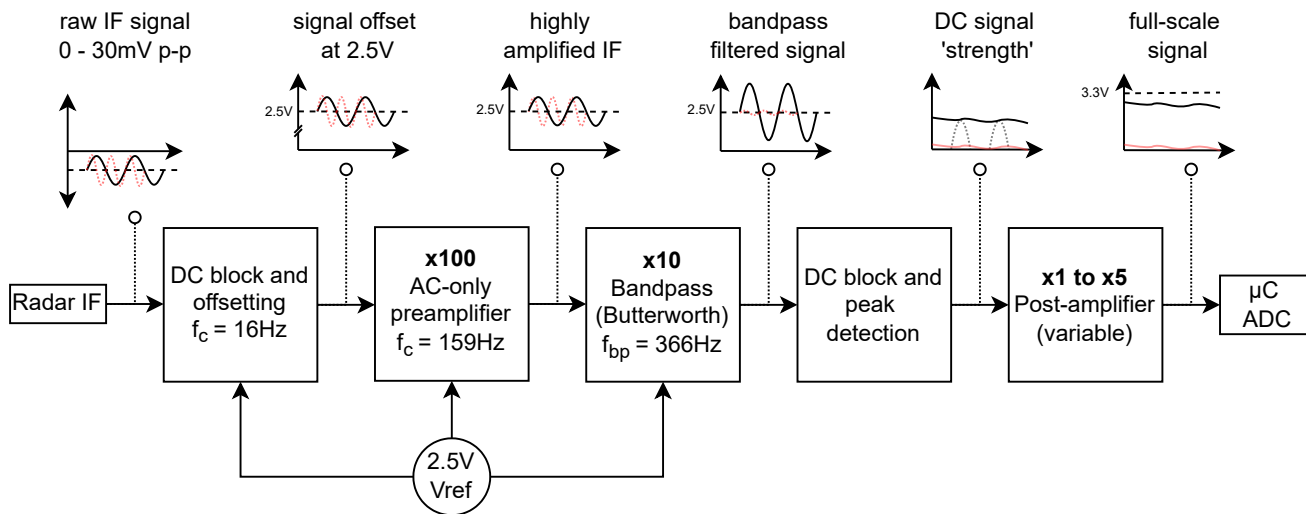 raw IF signal
0 - 30mV p-p
signal offset
at 2.5V
highly
amplified IF
bandpass
filtered signal
DC signal
'strength'
full-scale
signal
2.5V
2.5V
2.5V
3.3V
Radar IF
DC block and
offsetting
fc = 16Hz
x100
AC-only
preamplifier
fc = 159Hz
x10
Bandpass
(Butterworth)
fbp = 366Hz
DC block and
peak
detection
x1 to x5
Post-amplifier
(variable)
µC
ADC
2.5V
Vref